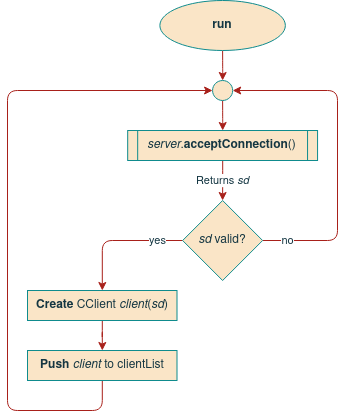 run
server.acceptConnection()
Returns sd
sd valid?
yes
no
Create CClient client(sd)
Push client to clientList